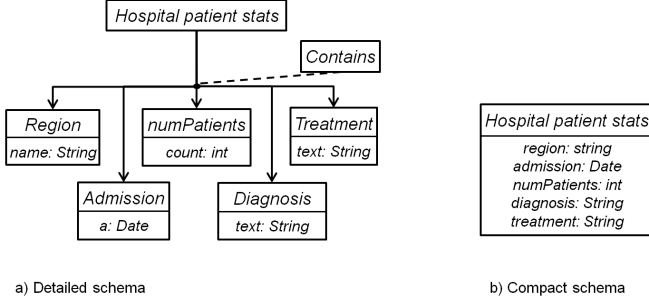 Hospital patient stats
Contains
Region
name: String
numPatients
count: int
Treatment
text: String
Admission
a: Date
Diagnosis
text: String
a) Detailed schema
Hospital patient stats
region: string
admission: Date
numPatients: int
diagnosis: String
treatment: String
b) Compact schema